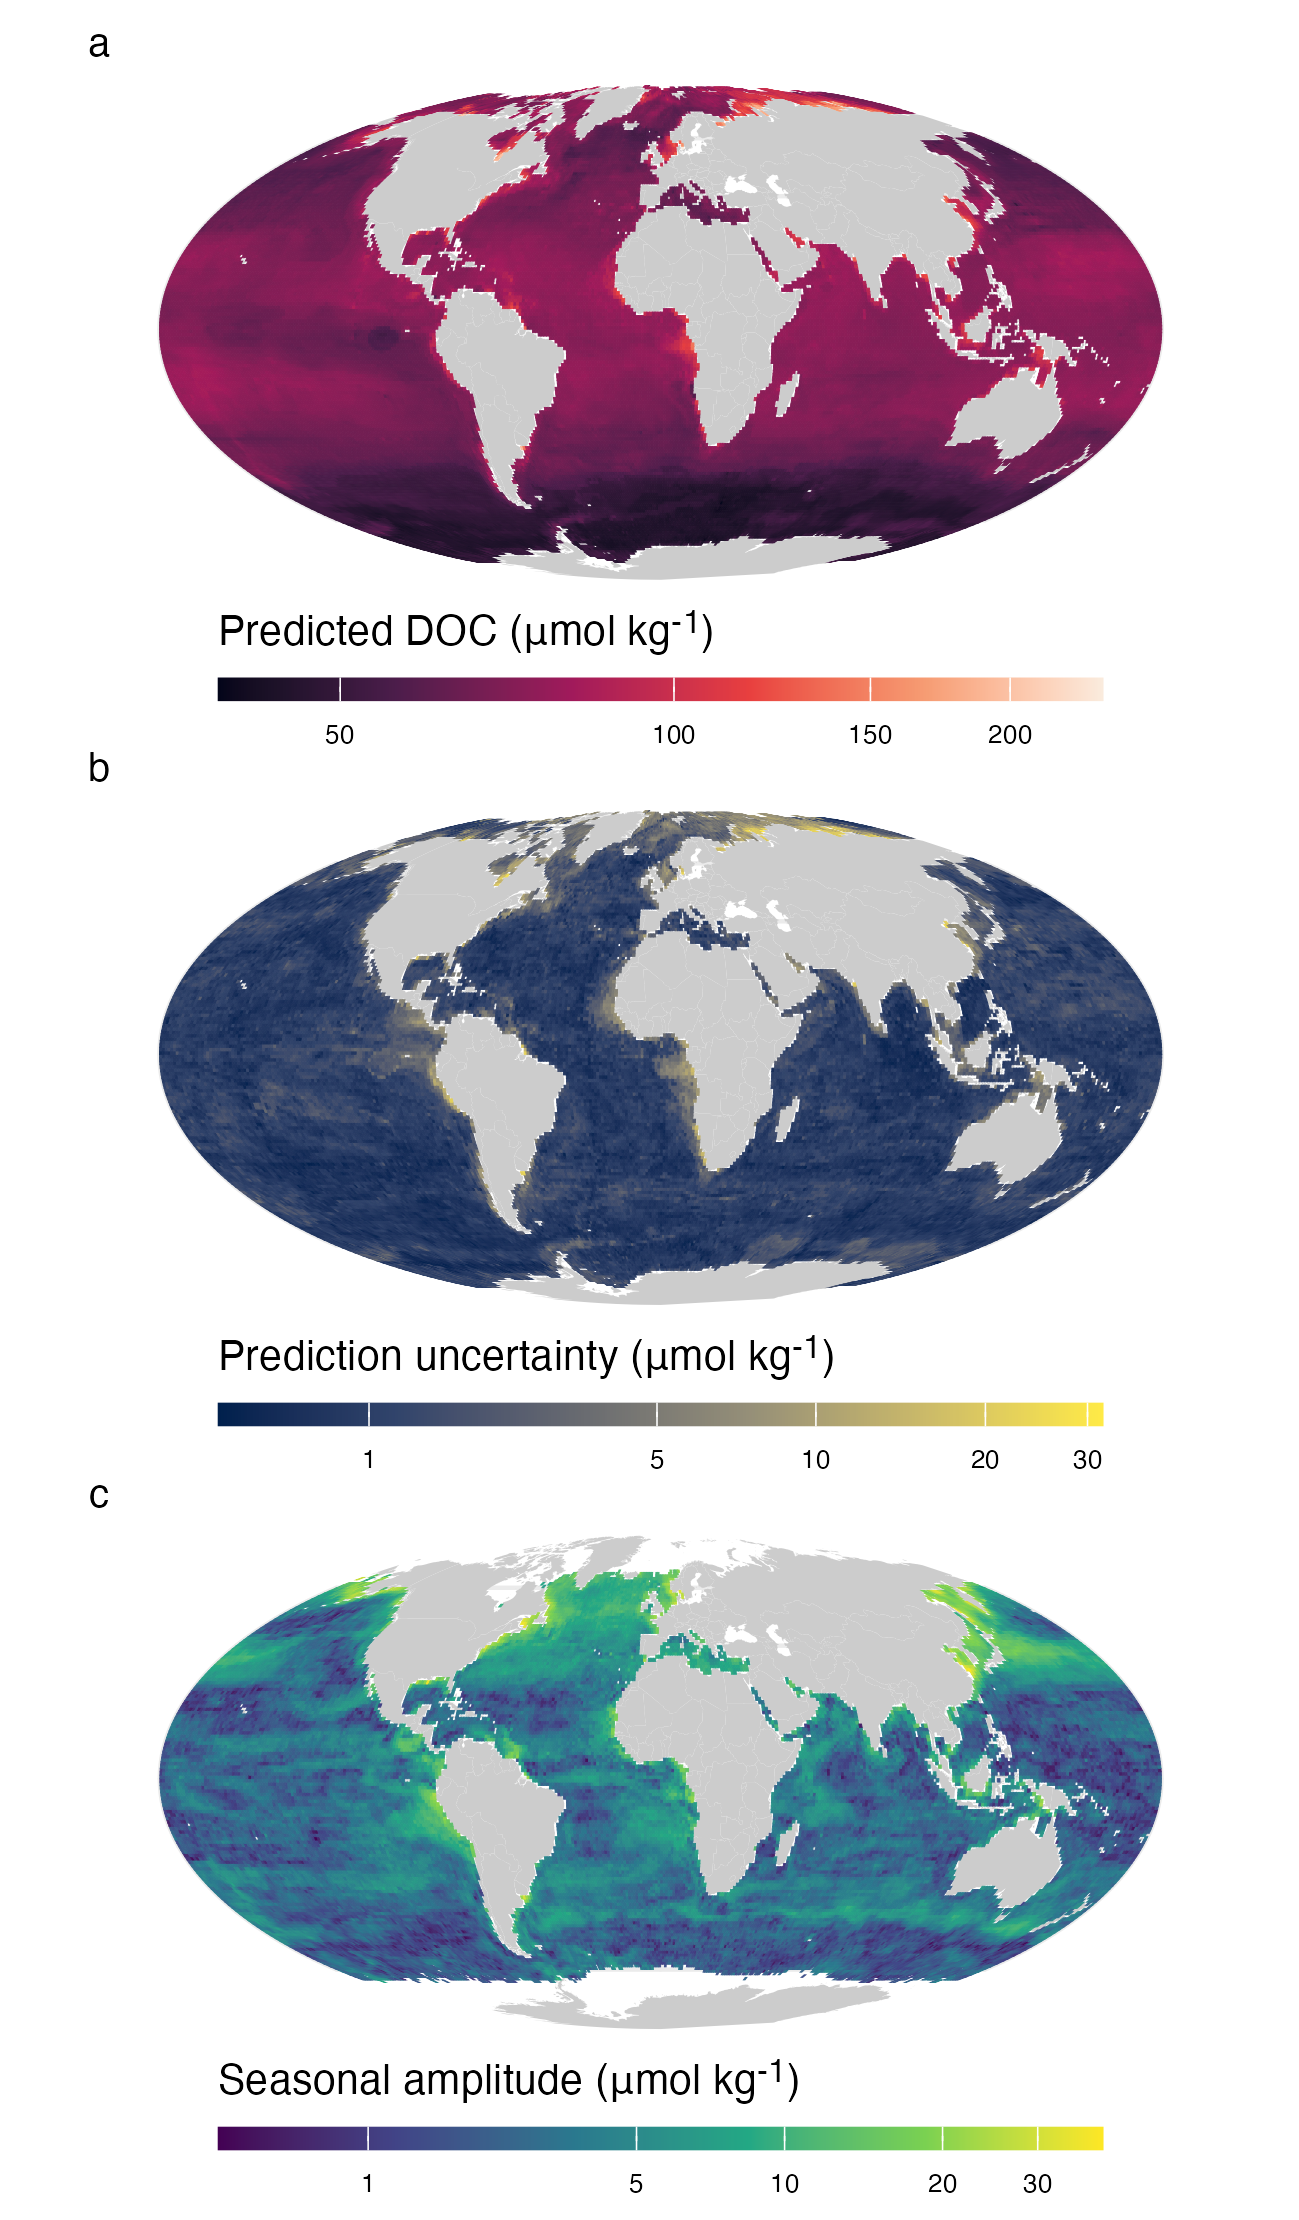 a
Predicted DOC (μmol kg⁻¹)
50 100 150 200
b
Prediction uncertainty (μmol kg⁻¹)
1 5 10 20 30
c
Seasonal amplitude (μmol kg⁻¹)
1 5 10 20 30